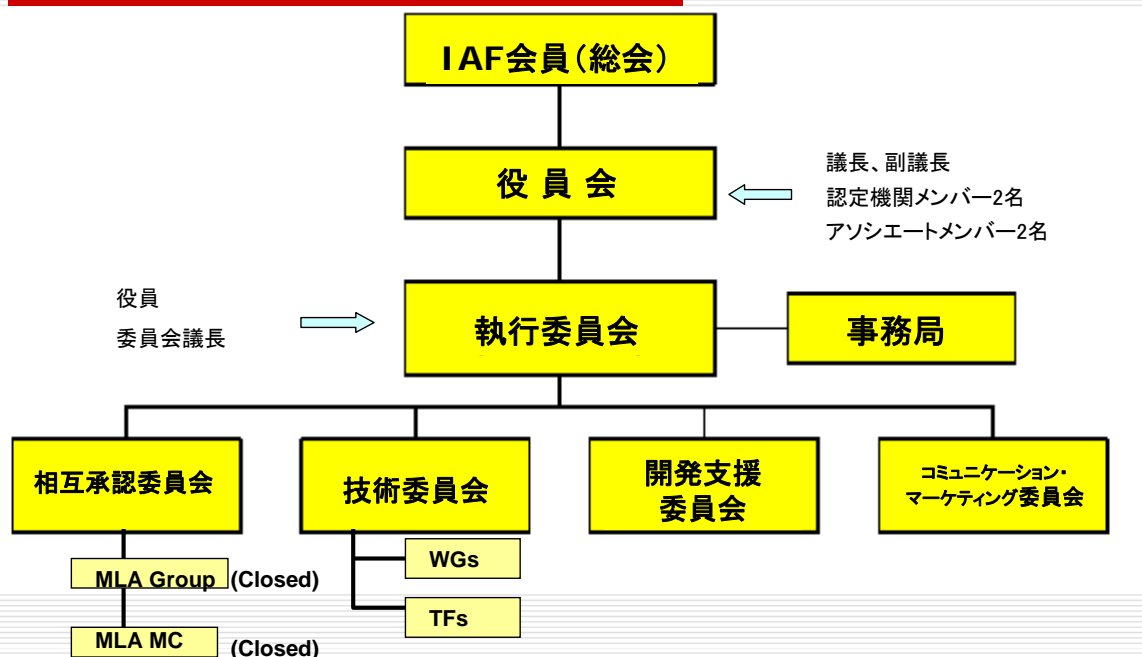 IAF会員(総会)
役員会
議長、副議長
認定機関メンバー2名
アソシエートメンバー2名
役員
委員会議長
執行委員会
事務局
相互承認委員会
技術委員会
開発支援
委員会
コミュニケーション・
マーケティング委員会
MLA Group (Closed)
MLA MC (Closed)
WGs
TFs